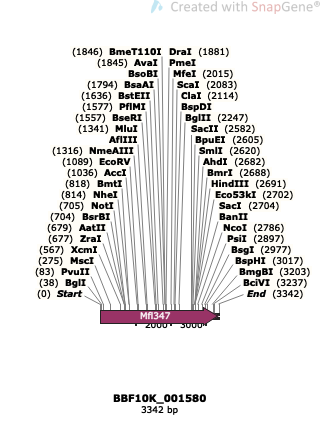 Created with SnapGene®
(1846) BmeT110I DraI (1881)
(1845) AvaI PmeI
BsoBI MfeI (2015)
(1794) BsaAI ScaI (2083)
(1636) BstEII ClaI (2114)
(1577) PflMI BspDI
(1557) BseRI BglII (2247)
(1341) MluI SacII (2582)
AflIII BpuEI (2605)
(1316) NmeAIII SmlI (2620)
(1089) EcoRV AhdI (2682)
(1036) AccI BmrI (2688)
(818) BmtI HindIII (2691)
(814) NheI Eco53kI (2702)
(705) NotI SacI (2704)
(704) BsrBI BanII
(679) AatII NcoI (2786)
(677) ZraI PsiI (2897)
(567) XcmI BsgI (2977)
(275) MscI BspHI (3017)
(83) PvuII BmgBI (3203)
(38) BglI BciVI (3237)
(0) Start End (3342)
Mfl347
2000 3000
BBF10K_001580
3342 bp